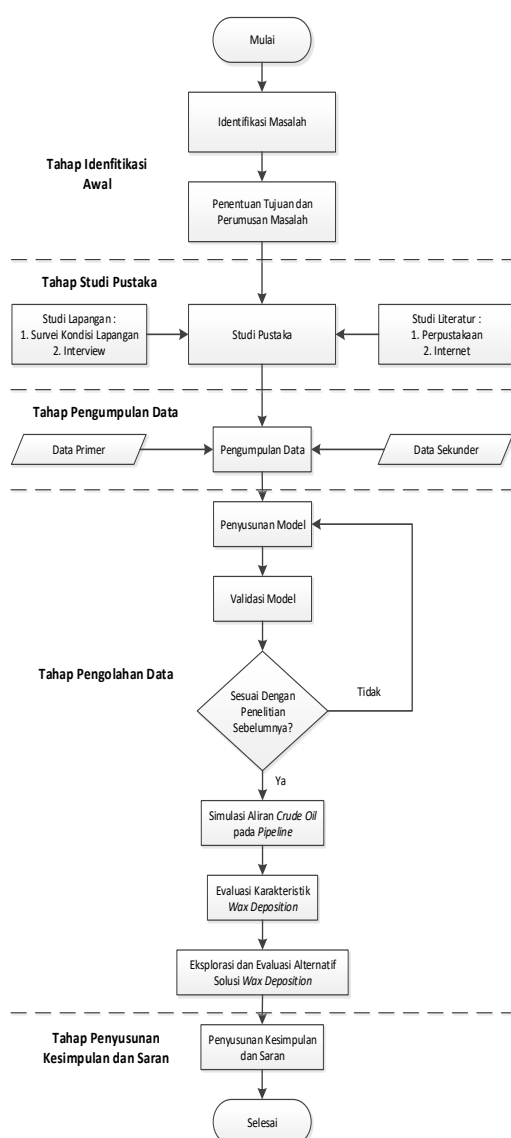 Mulai
Identifikasi Masalah
Tahap Idenfitikasi
Awal
Penentuan Tujuan dan
Perumusan Masalah
Tahap Studi Pustaka
Studi Lapangan :
1. Survei Kondisi Lapangan
2. Interview
Studi Pustaka
Studi Literatur :
1. Perpustakaan
2. Internet
Tahap Pengumpulan Data
Data Primer
Pengumpulan Data
Data Sekunder
Penyusunan Model
Validasi Model
Tahap Pengolahan Data
Sesuai Dengan
Penelitian
Sebelumnya?
Tidak
Ya
Simulasi Aliran Crude Oil
pada Pipeline
Evaluasi Karakteristik
Wax Deposition
Eksplorasi dan Evaluasi Alternatif
Solusi Wax Deposition
Tahap Penyusunan
Kesimpulan dan Saran
Penyusunan Kesimpulan
dan Saran
Selesai